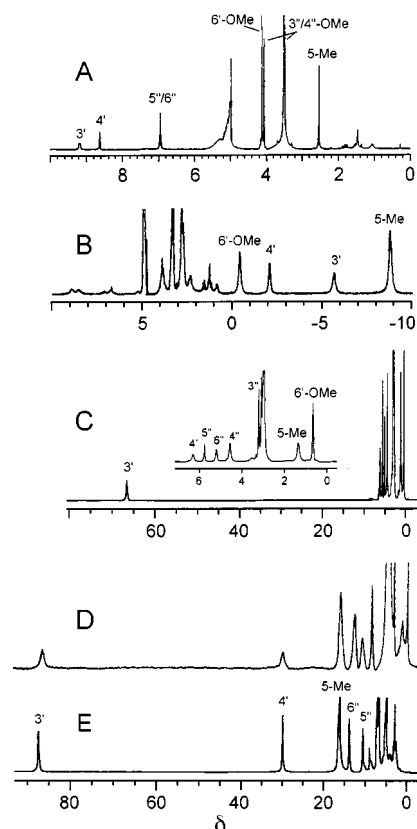 6'-OMe
3"/4"-OMe
A
5-Me
5"/6"
4'
3'
8 6 4 2 0
B
5-Me
6'-OMe
4'
3'
5 0 -5 -10
C
3"
6'-OMe
4' 5" 6" 4" 5-Me
6 4 2 0
3'
60 40 20 0
D
E
5-Me
3'
4'
6"
5"
80 60 40 20 0
δ